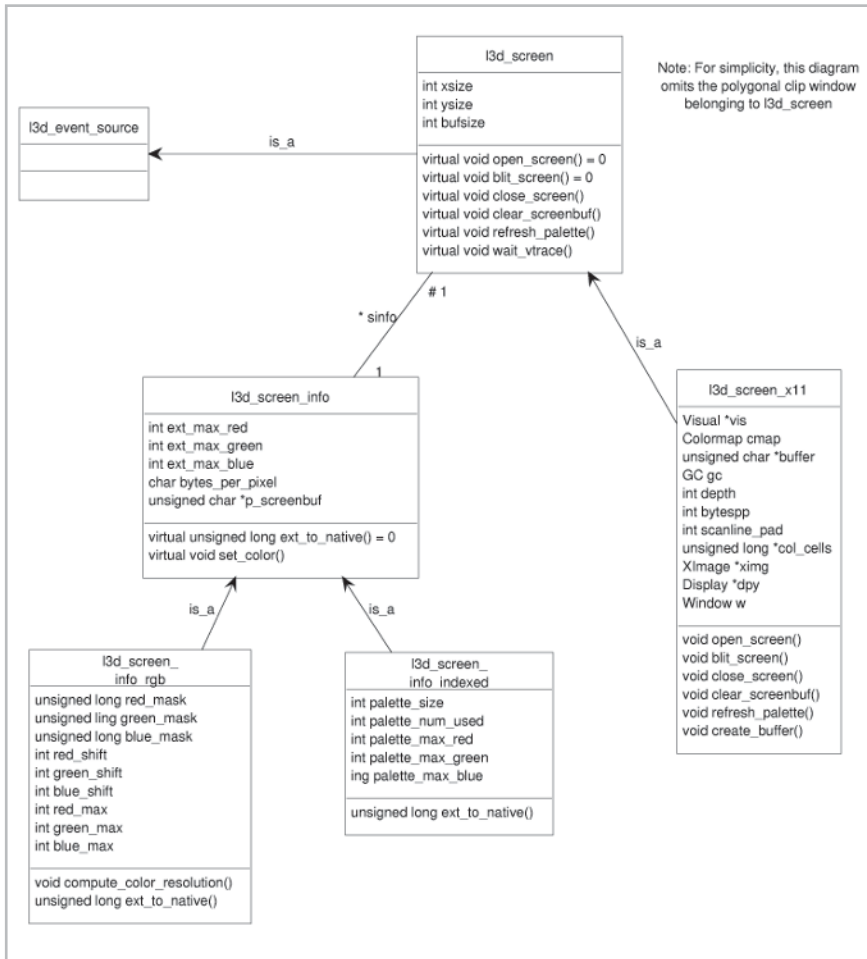 l3d_screen
int xsize
int ysize
int bufsize
virtual void open_screen() = 0
virtual void blit_screen() = 0
virtual void close_screen()
virtual void clear_screenbuf()
virtual void refresh_palette()
virtual void wait_vtrace()
Note: For simplicity, this diagram
omits the polygonal clip window
belonging to l3d_screen
l3d_event_source
is_a
# 1
* sinfo
1
is_a
l3d_screen_info
int ext_max_red
int ext_max_green
int ext_max_blue
char bytes_per_pixel
unsigned char *p_screenbuf
virtual unsigned long ext_to_native() = 0
virtual void set_color()
l3d_screen_x11
Visual *vis
Colormap cmap
unsigned char *buffer
GC gc
int depth
int bytespp
int scanline_pad
unsigned long *col_cells
XImage *ximg
Display *dpy
Window w
void open_screen()
void blit_screen()
void close_screen()
void clear_screenbuf()
void refresh_palette()
void create_buffer()
is_a
is_a
l3d_screen_
info_rgb
unsigned long red_mask
unsigned ling green_mask
unsigned long blue_mask
int red_shift
int green_shift
int blue_shift
int red_max
int green_max
int blue_max
void compute_color_resolution()
unsigned long ext_to_native()
l3d_screen_
info_indexed
int palette_size
int palette_num_used
int palette_max_red
int palette_max_green
ing palette_max_blue
unsigned long ext_to_native()